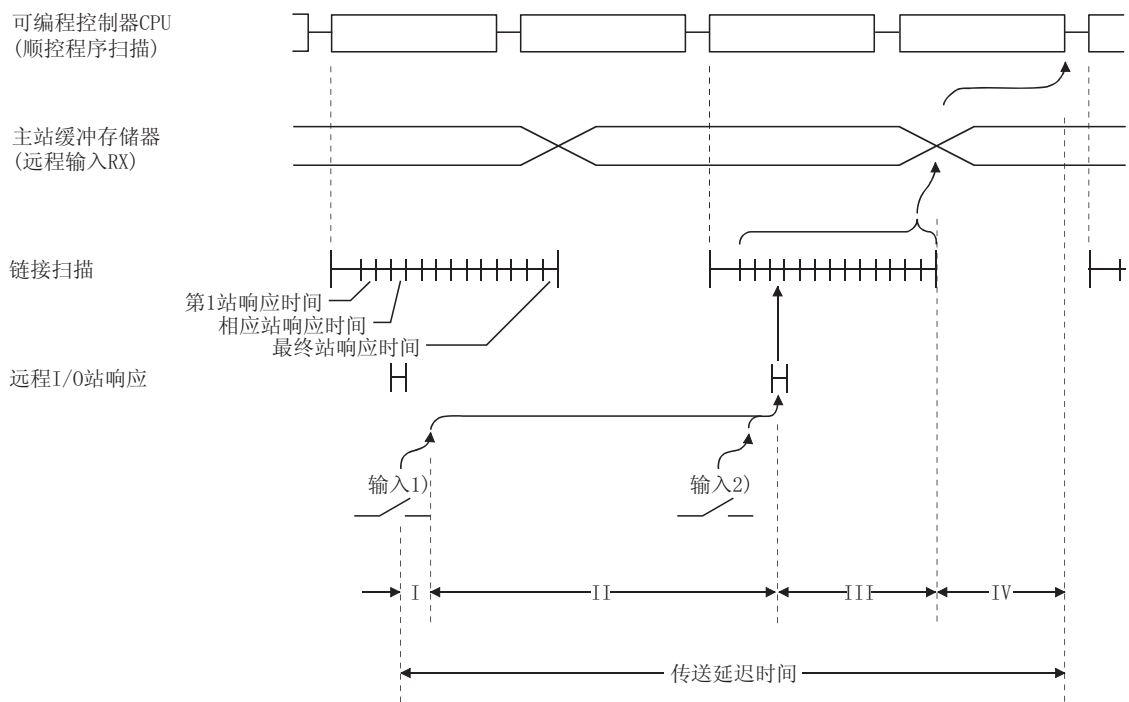 可编程控制器CPU
(顺控程序扫描)
主站缓冲存储器
(远程输入RX)
链接扫描
第1站响应时间
相应站响应时间
最终站响应时间
远程I/O站响应
输入1)
输入2)
I
II
III
IV
传送延迟时间